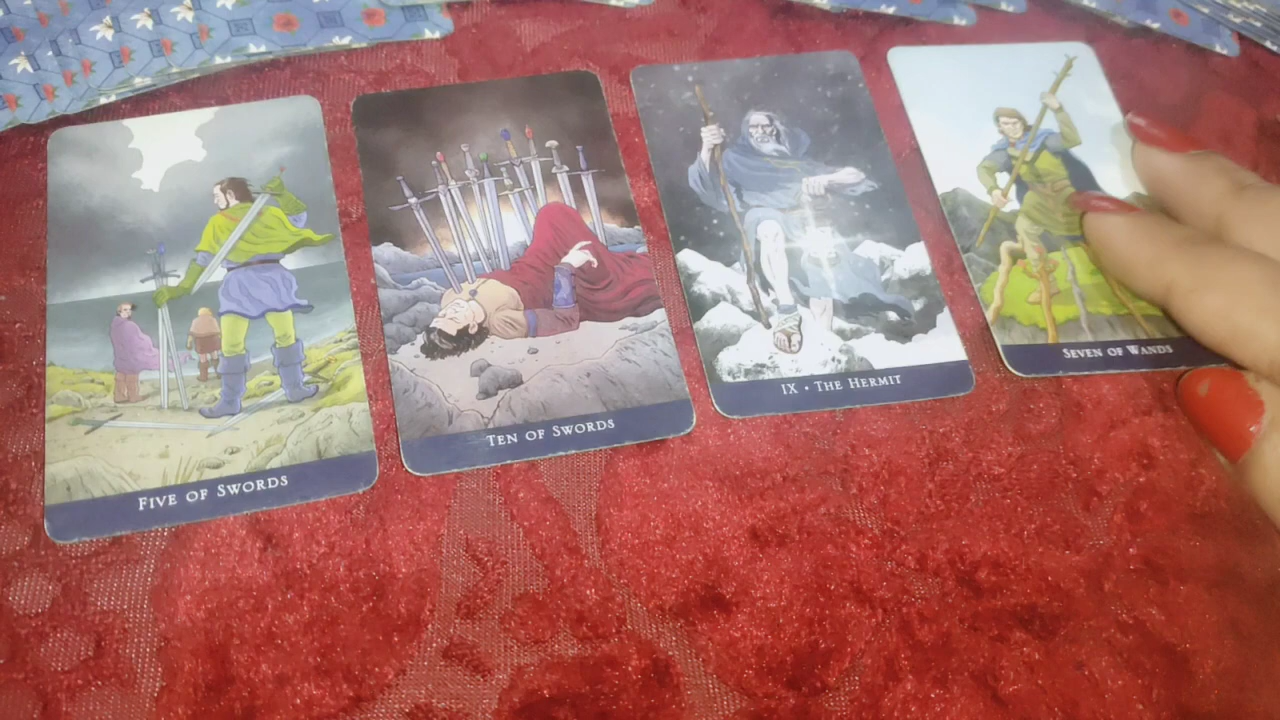 FIVE OF SWORDS
TEN OF SWORDS
IX • THE HERMIT
SEVEN OF WANDS